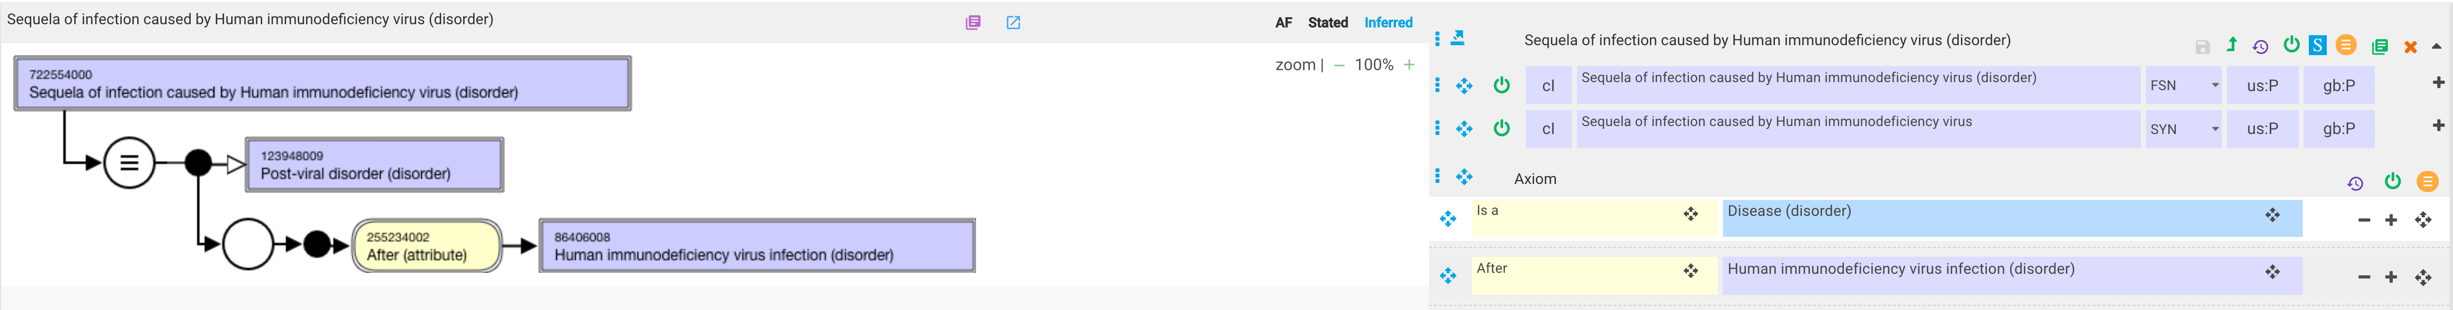 Sequela of infection caused by Human immunodeficiency virus (disorder)
AF Stated Inferred
zoom | − 100% +
722554000
Sequela of infection caused by Human immunodeficiency virus (disorder)
123948009
Post-viral disorder (disorder)
255234002
After (attribute)
86406008
Human immunodeficiency virus infection (disorder)
Sequela of infection caused by Human immunodeficiency virus (disorder)
S
cI Sequela of infection caused by Human immunodeficiency virus (disorder) FSN us:P gb:P
cI Sequela of infection caused by Human immunodeficiency virus SYN us:P gb:P
Axiom
Is a Disease (disorder)
After Human immunodeficiency virus infection (disorder)